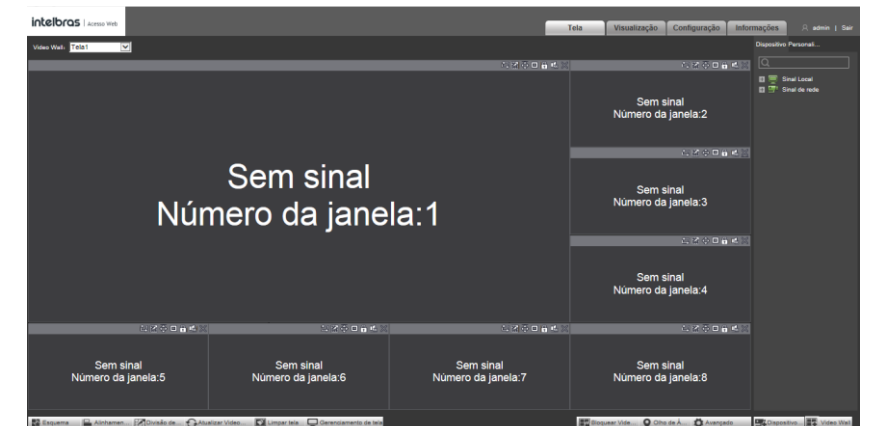 intelbras | Acesso Web
Tela Visualização Configuração Informações admin | Sair
Video Wall: Tela1
Dispositivo Personali...
Sinal Local
Sinal de rede
Sem sinal
Número da janela:1
Sem sinal
Número da janela:2
Sem sinal
Número da janela:3
Sem sinal
Número da janela:4
Sem sinal
Número da janela:5
Sem sinal
Número da janela:6
Sem sinal
Número da janela:7
Sem sinal
Número da janela:8
Esquema Alinhamen... Divisão de... Atualizar Video... Limpar tela Gerenciamento de tela Bloquear Vide... Olho de Á... Avançado Dispositivo... Video Wall